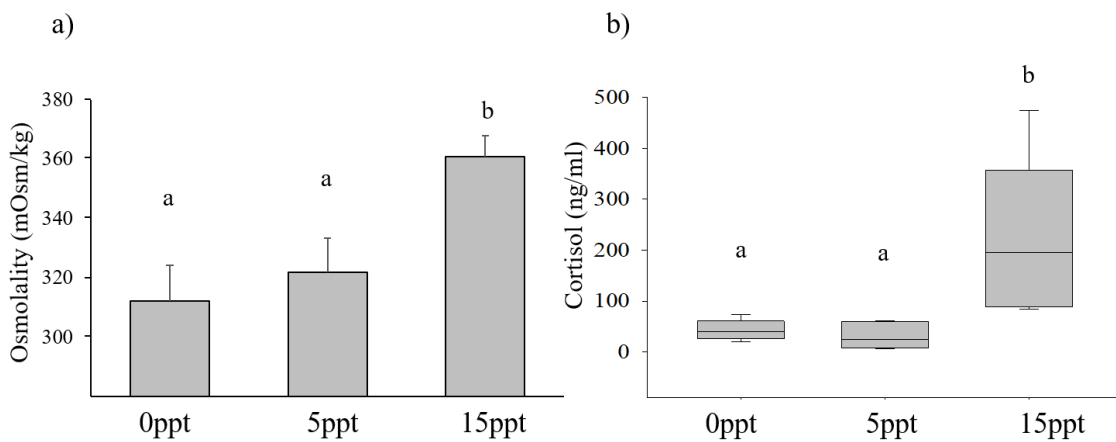 a)
Osmolality (mOsm/kg)
380
360
340
320
300
a
a
b
0ppt
5ppt
15ppt
b)
Cortisol (ng/ml)
500
400
300
200
100
0
a
a
b
0ppt
5ppt
15ppt